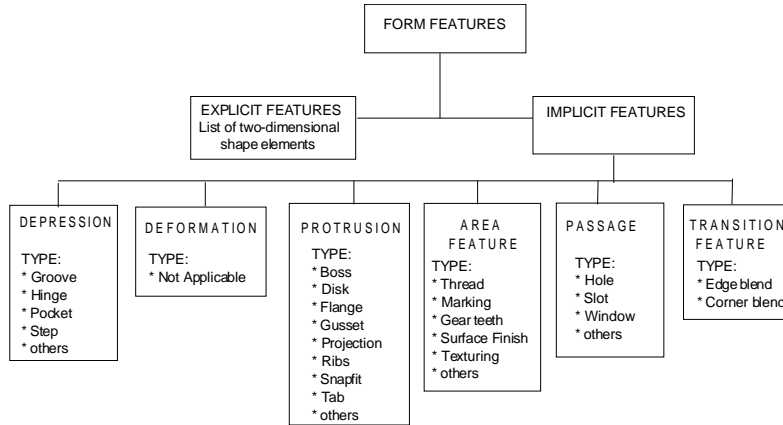 FORM FEATURES
EXPLICIT FEATURES
List of two-dimensional
shape elements
IMPLICIT FEATURES
DEPRESSION
TYPE:
* Groove
* Hinge
* Pocket
* Step
* others
DEFORMATION
TYPE:
* Not Applicable
PROTRUSION
TYPE:
* Boss
* Disk
* Flange
* Gusset
* Projection
* Ribs
* Snapfit
* Tab
* others
AREA
FEATURE
TYPE:
* Thread
* Marking
* Gear teeth
* Surface Finish
* Texturing
* others
PASSAGE
TYPE:
* Hole
* Slot
* Window
* others
TRANSITION
FEATURE
TYPE:
* Edge blend
* Corner blend